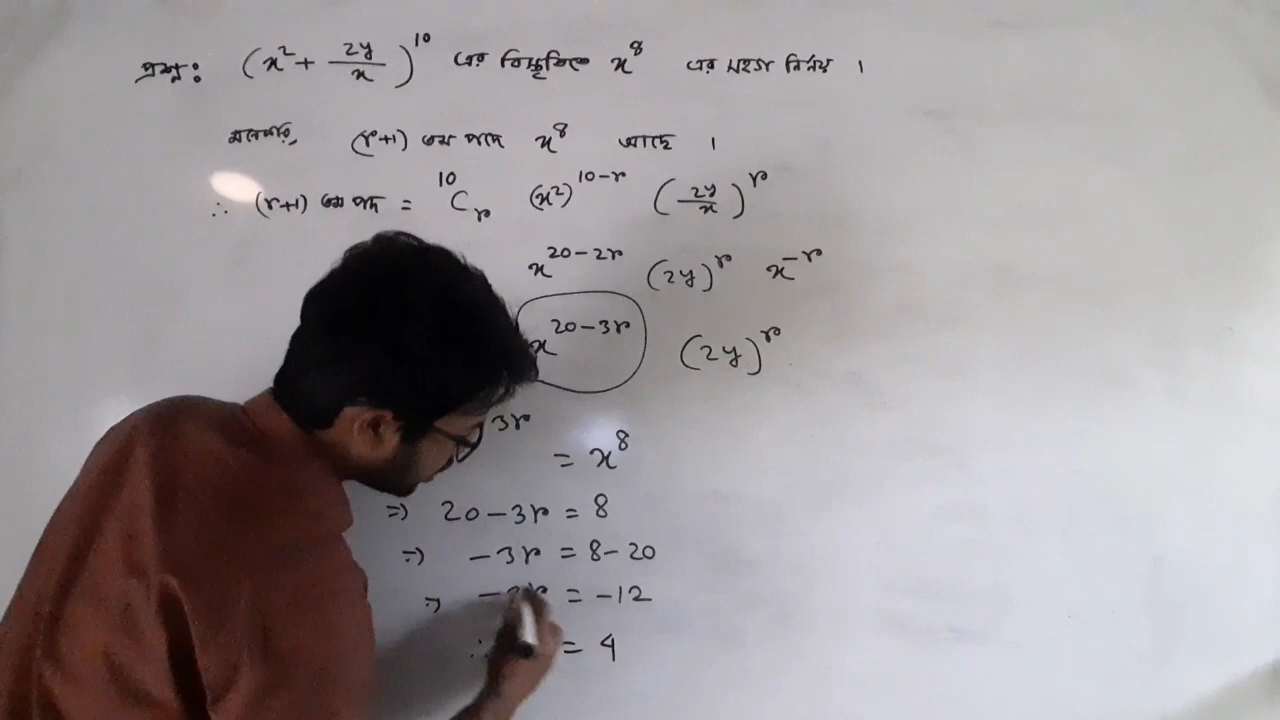 প্রশ্ন: (x² + 2y/x)¹⁰ এর বিস্তৃতিতে x⁸ এর সহগ নির্ণয় ।
মনেকরি, (r+1) তম পদে x⁸ আছে ।
∴ (r+1) তম পদ = ¹⁰Cᵣ (x²)¹⁰⁻ʳ (2y/x)ʳ
x²⁰⁻²ʳ (2y)ʳ x⁻ʳ
x²⁰⁻³ʳ (2y)ʳ
3r = x⁸
⇒ 20-3r = 8
⇒ -3r = 8-20
⇒ = -12
∴ = 4